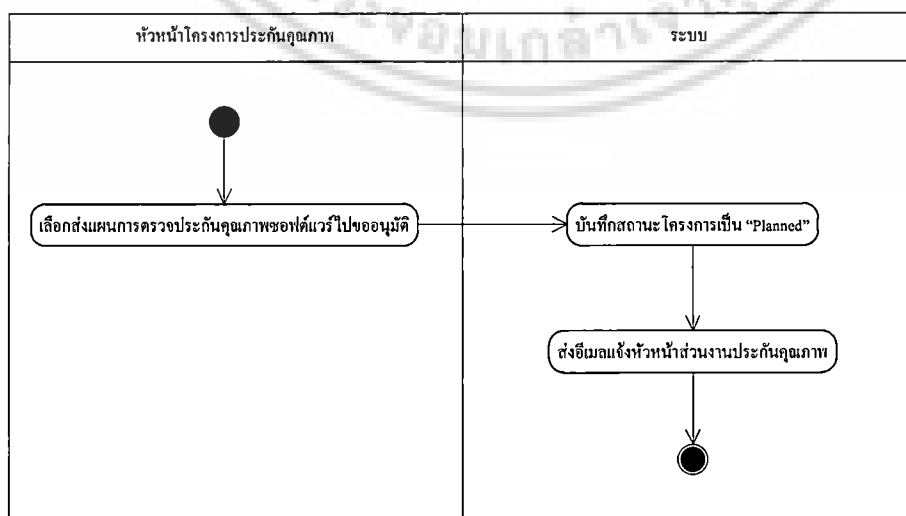 หัวหน้าโครงการประกันคุณภาพ
ระบบ
เลือกส่งแผนการตรวจประกันคุณภาพซอฟต์แวร์ไปขออนุมัติ
บันทึกสถานะโครงการเป็น “Planned”
ส่งอีเมลแจ้งหัวหน้าส่วนงานประกันคุณภาพ